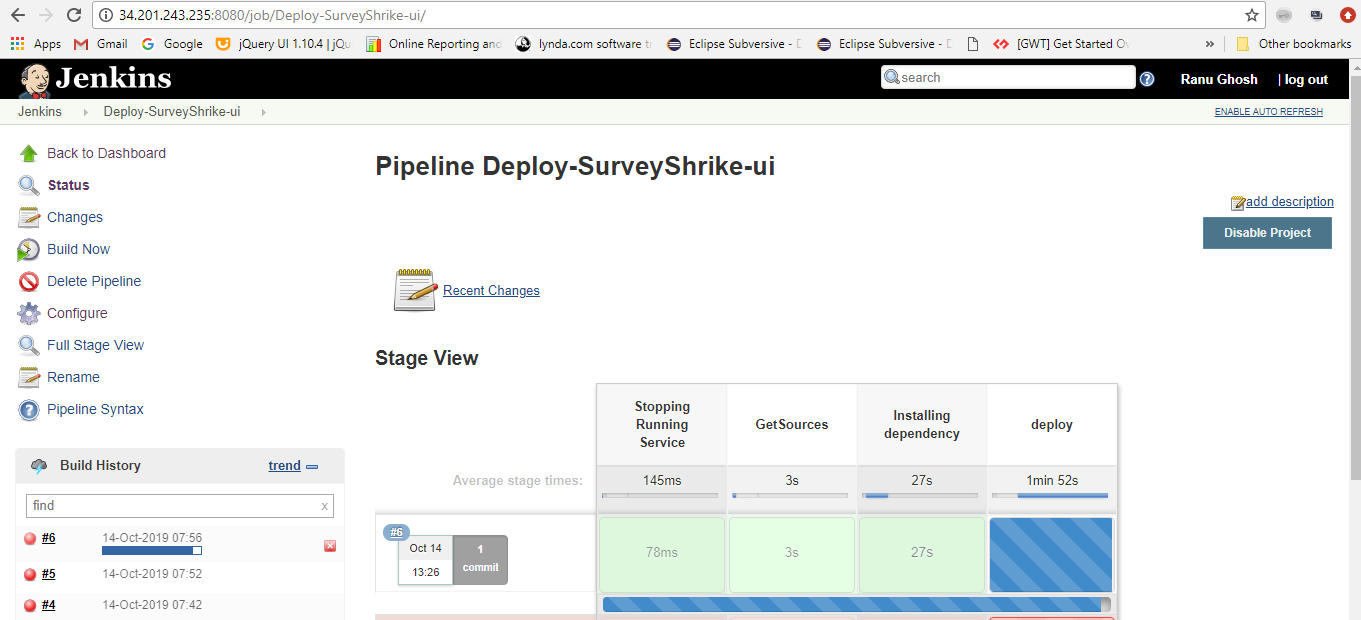 34.201.243.235:8080/job/Deploy-SurveyShrike-ui/
Apps Gmail Google jQuery UI 1.10.4 | jQu Online Reporting and lynda.com software t Eclipse Subversive - D Eclipse Subversive - D [GWT] Get Started Ov » Other bookmarks
Jenkins search ? Ranu Ghosh | log out
Jenkins Deploy-SurveyShrike-ui ENABLE AUTO REFRESH
Back to Dashboard
Status
Changes
Build Now
Delete Pipeline
Configure
Full Stage View
Rename
Pipeline Syntax
Build History trend
find x
#6 14-Oct-2019 07:56
#5 14-Oct-2019 07:52
#4 14-Oct-2019 07:42
Pipeline Deploy-SurveyShrike-ui
add description
Disable Project
Recent Changes
Stage View
Stopping
Running
Service
GetSources
Installing
dependency
deploy
Average stage times: 145ms 3s 27s 1min 52s
#6
Oct 14
13:26
1
commit
78ms 3s 27s